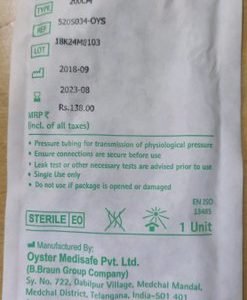 TYPE 200CM
REF 5205034-OYS
LOT 18K24M0103
2018-09
2023-08
MRP ₹ Rs.138.00
(incl. of all taxes)
• Pressure tubing for transmission of physiological pressure
• Ensure connections are secure before use
• Leak test or other necessary tests are advised prior to use
• Single Use only
• Do not use if package is opened or damaged
EN ISO
13485
STERILE EO
1 Unit
Manufactured By:
Oyster Medisafe Pvt. Ltd.
(B.Braun Group Company)
Sy. No. 722, Dabilpur Village, Medchal Mandal,
Medchal District, Telangana, India-501 401